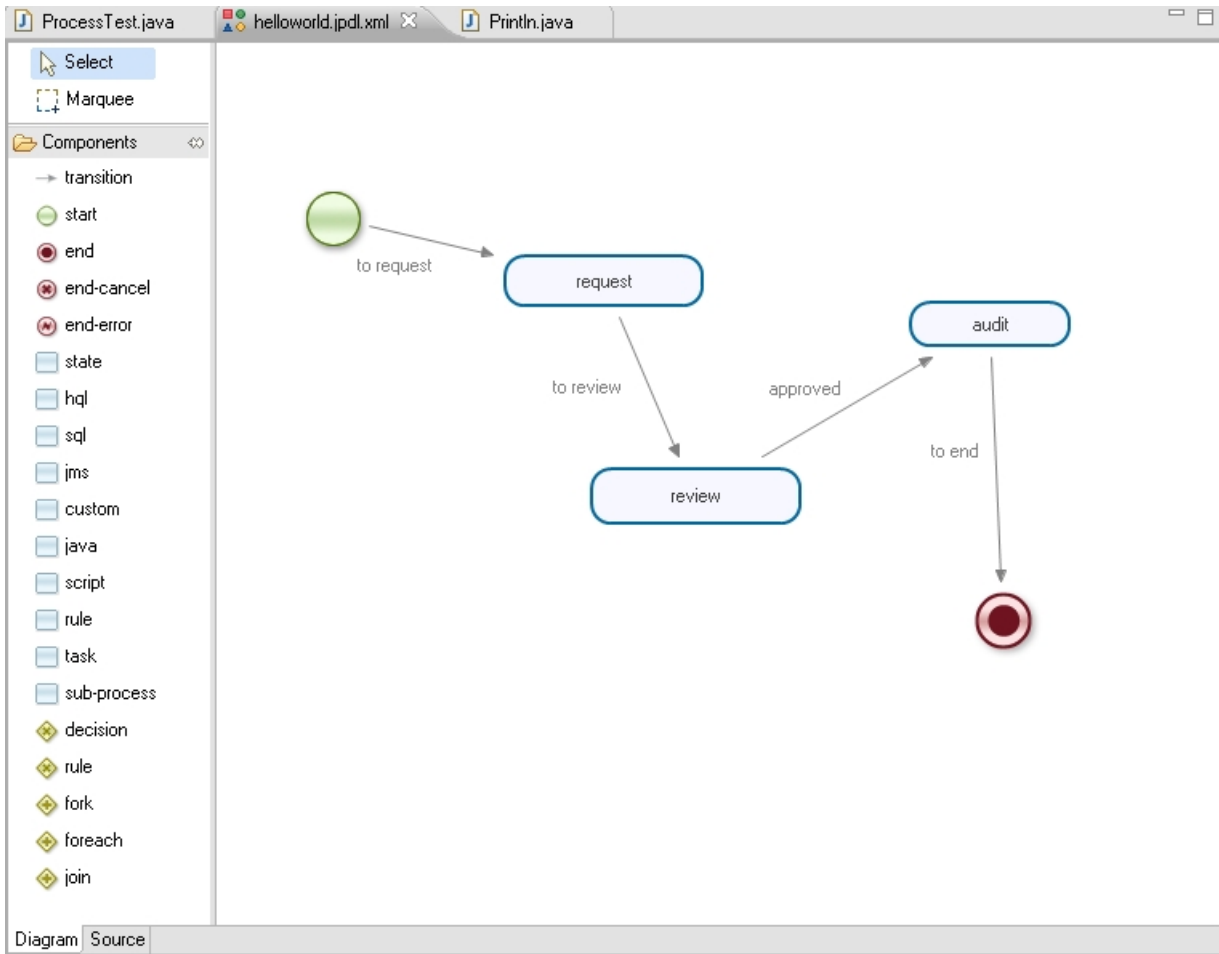 ProcessTest.java
helloworld.jpdl.xml
Println.java
Select
Marquee
Components
transition
start
end
end-cancel
end-error
state
hql
sql
jms
custom
java
script
rule
task
sub-process
decision
rule
fork
foreach
join
to request
request
to review
review
approved
audit
to end
Diagram Source